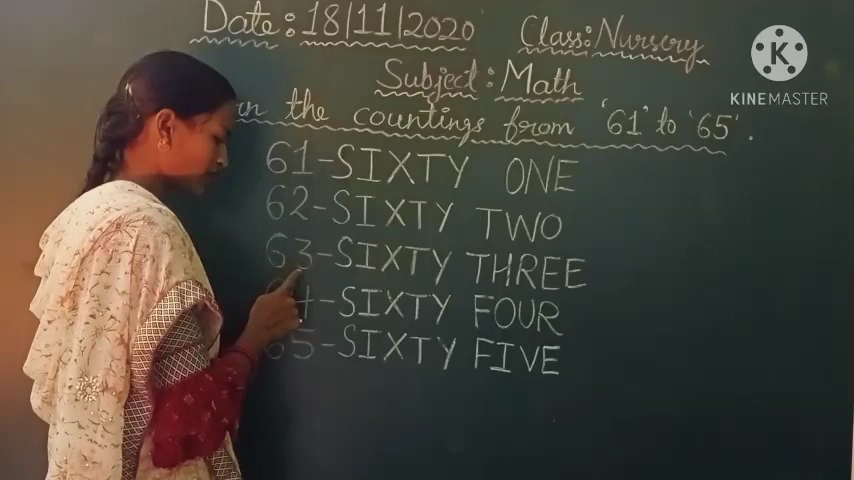 Date: 18/11/2020 Class: Nursery
Subject: Math
the countings from '61' to '65'.
61-SIXTY ONE
62-SIXTY TWO
63-SIXTY THREE
4-SIXTY FOUR
65-SIXTY FIVE
K
KINEMASTER